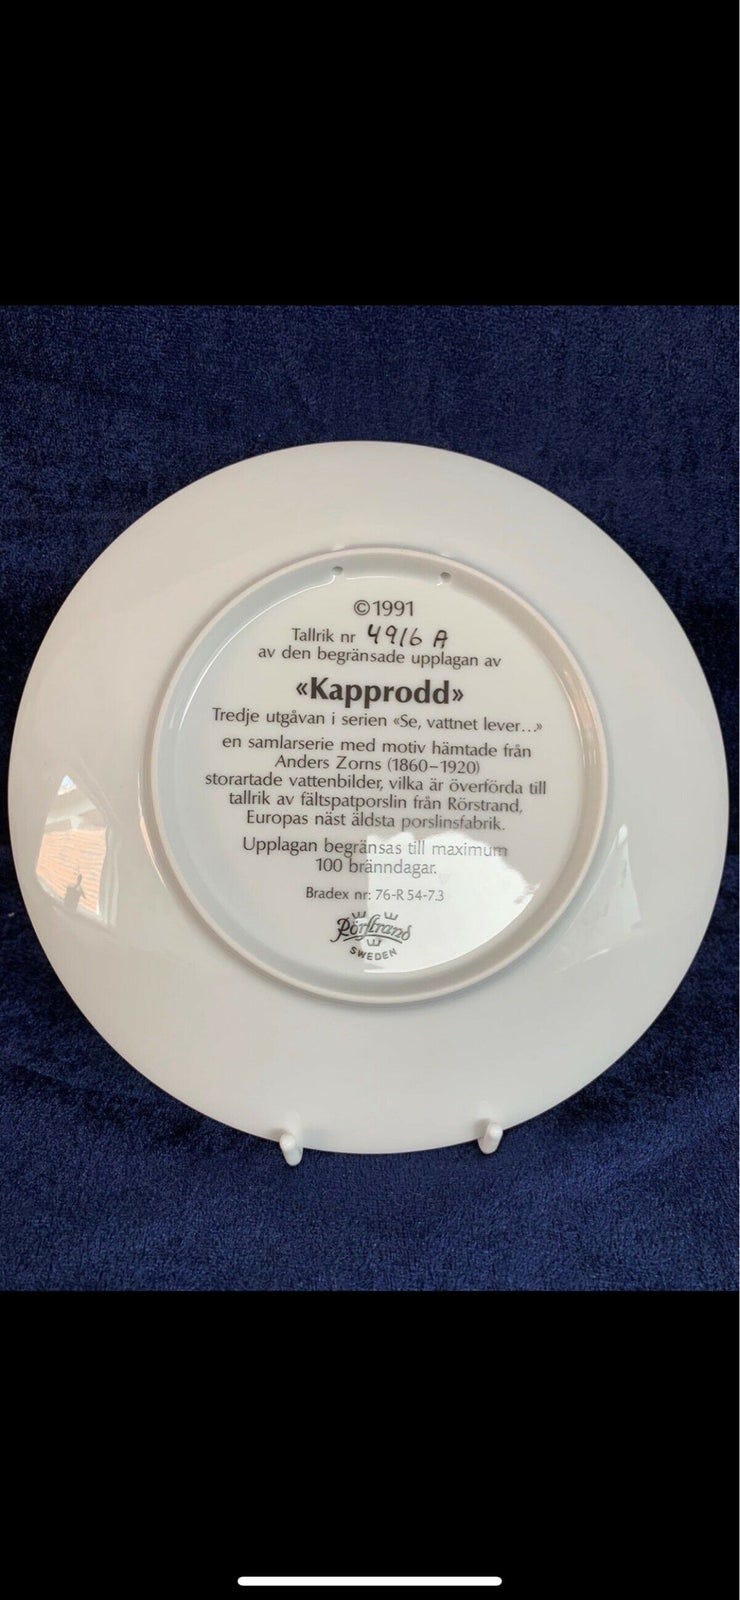 ©1991
Tallrik nr 4916 A
av den begränsade upplagan av
«Kapprodd»
Tredje utgåvan i serien «Se, vattnet lever...»
en samlarserie med motiv hämtade från
Anders Zorns (1860–1920)
storartade vattenbilder, vilka är överförda till
tallrik av fältspatporslin från Rörstrand,
Europas näst äldsta porslinsfabrik.
Upplagan begränsas till maximum
100 bränndagar.
Bradex nr: 76-R 54-7.3
Rörstrand
SWEDEN